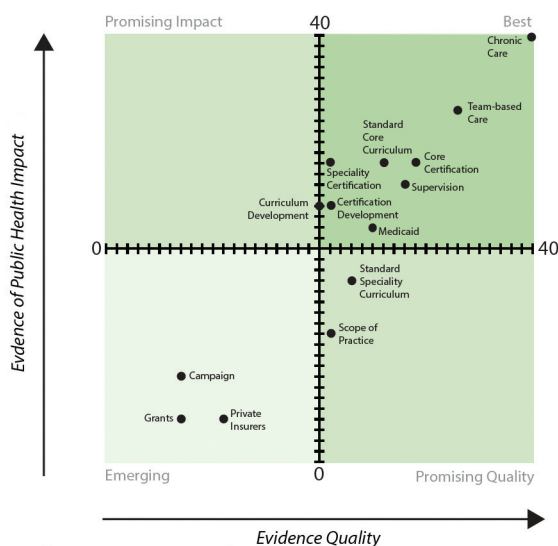 Promising Impact
40
Best
Chronic
Care
Team-based
Care
Standard
Core
Curriculum
Core
Certification
Speciality
Certification
Supervision
Curriculum
Development
Certification
Development
Medicaid
0
40
Standard
Speciality
Curriculum
Scope of
Practice
Campaign
Grants
Private
Insurers
Emerging
0
Promising Quality
Evdence of Public Health Impact
Evidence Quality